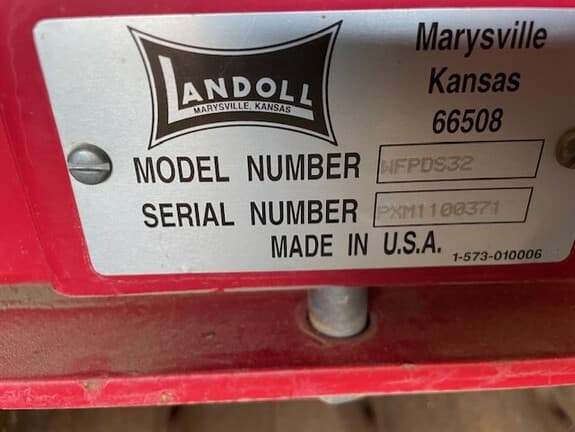 LANDOLL
MARYSVILLE, KANSAS
Marysville
Kansas
66508
MODEL NUMBER WFPDS32
SERIAL NUMBER PXM1100371
MADE IN U.S.A.
1-573-010006